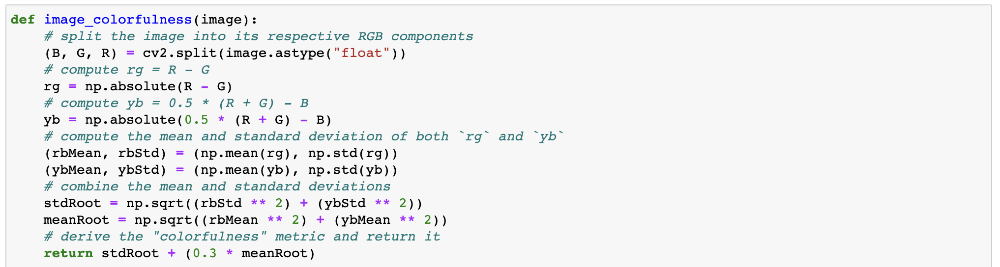 def image_colorfulness(image):
    # split the image into its respective RGB components
    (B, G, R) = cv2.split(image.astype("float"))
    # compute rg = R - G
    rg = np.absolute(R - G)
    # compute yb = 0.5 * (R + G) - B
    yb = np.absolute(0.5 * (R + G) - B)
    # compute the mean and standard deviation of both `rg` and `yb`
    (rbMean, rbStd) = (np.mean(rg), np.std(rg))
    (ybMean, ybStd) = (np.mean(yb), np.std(yb))
    # combine the mean and standard deviations
    stdRoot = np.sqrt((rbStd ** 2) + (ybStd ** 2))
    meanRoot = np.sqrt((rbMean ** 2) + (ybMean ** 2))
    # derive the "colorfulness" metric and return it
    return stdRoot + (0.3 * meanRoot)